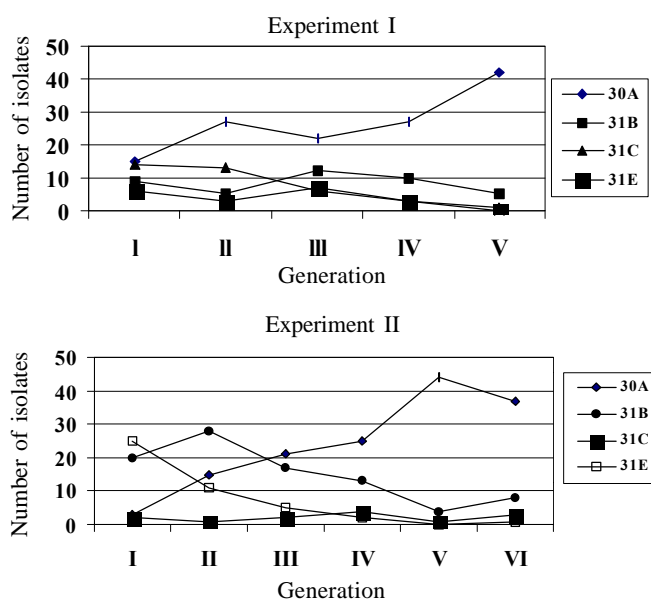 Experiment I
Number of isolates
50
40
30
20
10
0
I II III IV V
Generation
30A
31B
31C
31E
Experiment II
Number of isolates
50
40
30
20
10
0
I II III IV V VI
Generation
30A
31B
31C
31E